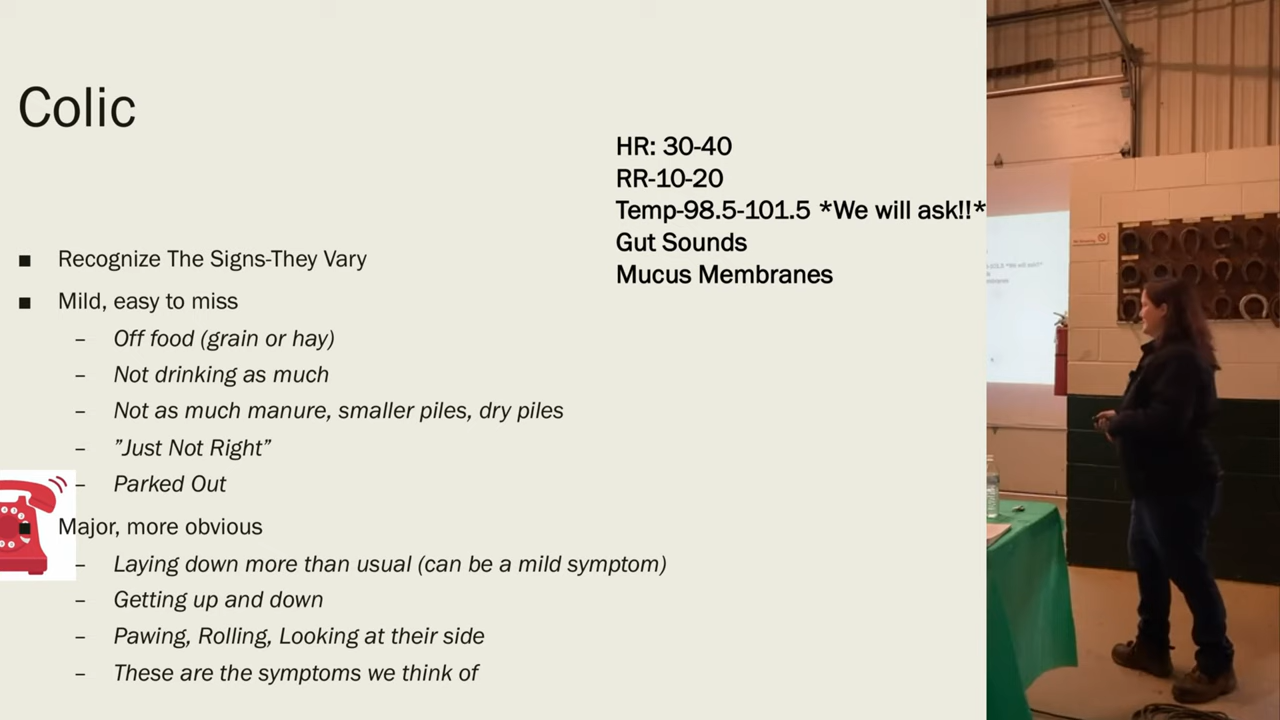 Colic
HR: 30-40
RR-10-20
Temp-98.5-101.5 *We will ask!!*
Gut Sounds
Mucus Membranes
■ Recognize The Signs-They Vary
■ Mild, easy to miss
– Off food (grain or hay)
– Not drinking as much
– Not as much manure, smaller piles, dry piles
– ”Just Not Right”
– Parked Out
■ Major, more obvious
– Laying down more than usual (can be a mild symptom)
– Getting up and down
– Pawing, Rolling, Looking at their side
– These are the symptoms we think of